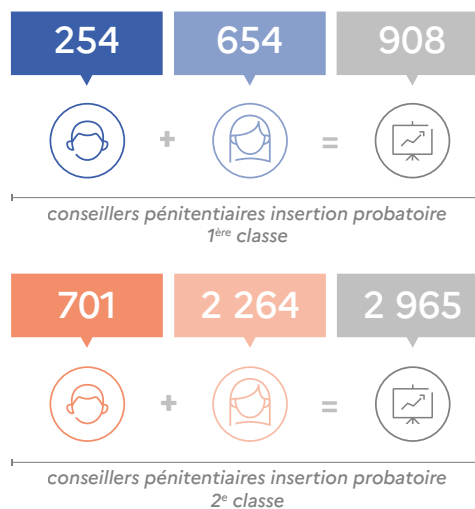 254 654 908
+ =
conseillers pénitentiaires insertion probatoire
1ère classe
701 2 264 2 965
+ =
conseillers pénitentiaires insertion probatoire
2e classe